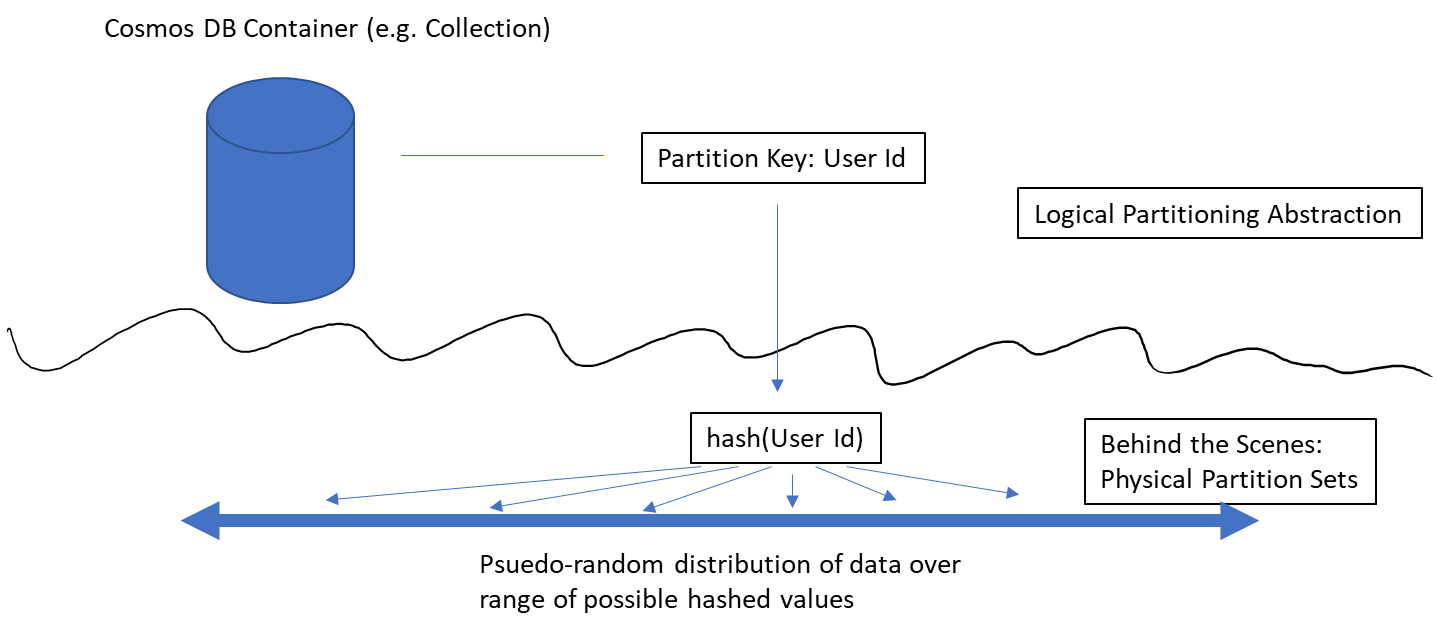 Cosmos DB Container (e.g. Collection)
Partition Key: User Id
Logical Partitioning Abstraction
hash(User Id)
Behind the Scenes:
Physical Partition Sets
Psuedo-random distribution of data over
range of possible hashed values